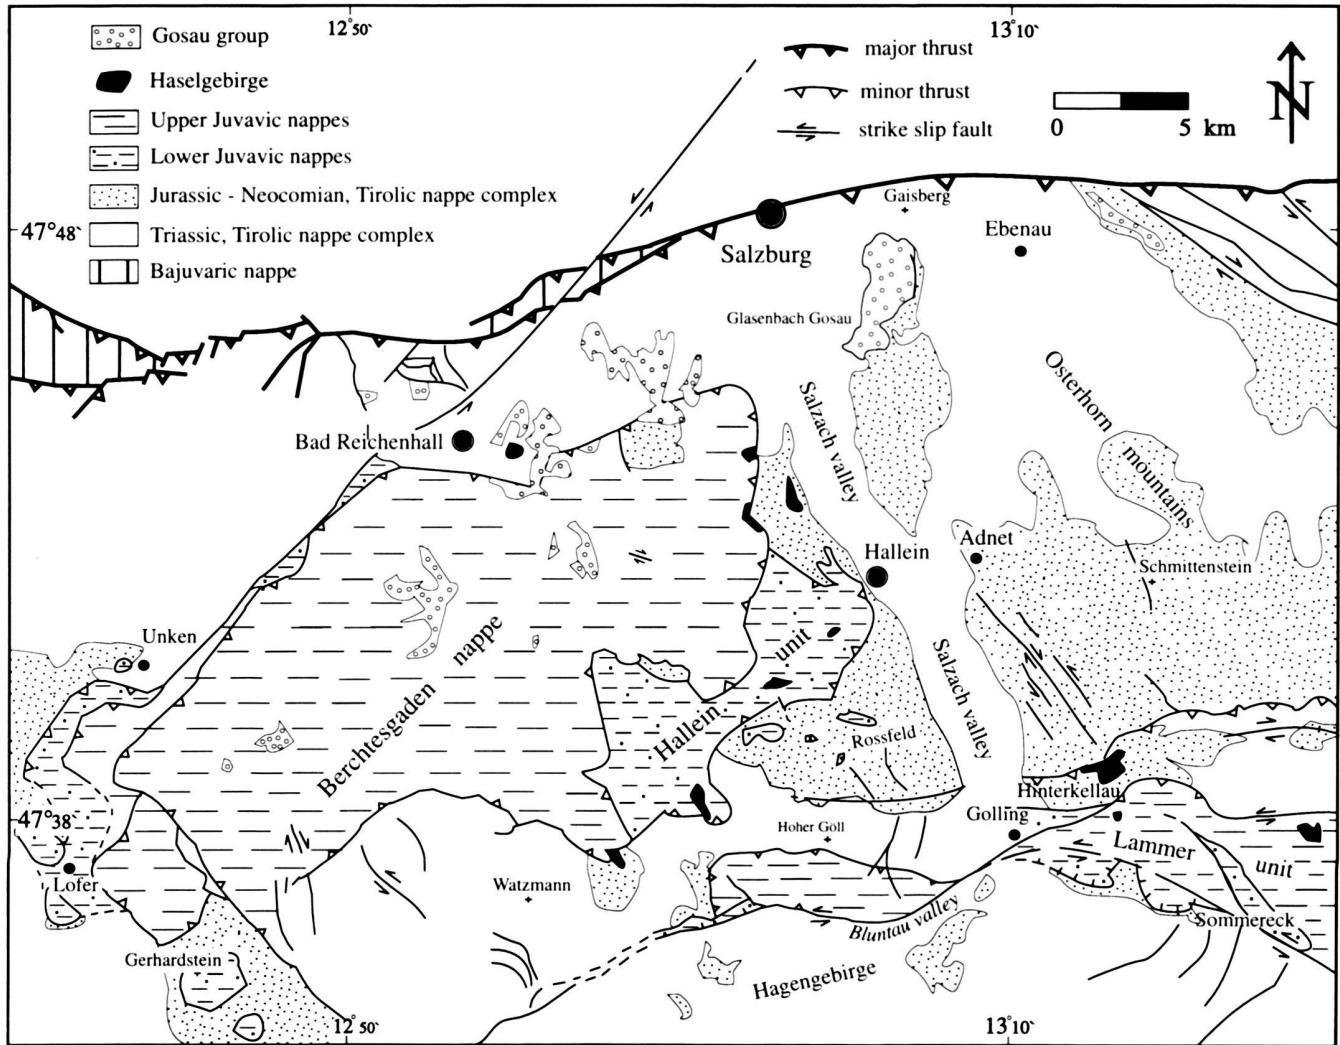 12°50`
13°10`
Gosau group
Haselgebirge
Upper Juvavic nappes
Lower Juvavic nappes
Jurassic - Neocomian, Tirolic nappe complex
Triassic, Tirolic nappe complex
Bajuvaric nappe
major thrust
minor thrust
strike slip fault
0 5 km
N
47°48`
Gaisberg
Salzburg
Ebenau
Glasenbach Gosau
Osterhorn
mountains
Salzach valley
Bad Reichenhall
Hallein
Adnet
Schmittenstein
Unken
Berchtesgaden
nappe
Hallein
unit
Salzach valley
Rossfeld
Hinterkellau
47°38`
Golling
Hoher Göll
Lammer
unit
Lofer
Watzmann
Sommereck
Bluntau valley
Gerhardstein
Hagengebirge
12°50`
13°10`